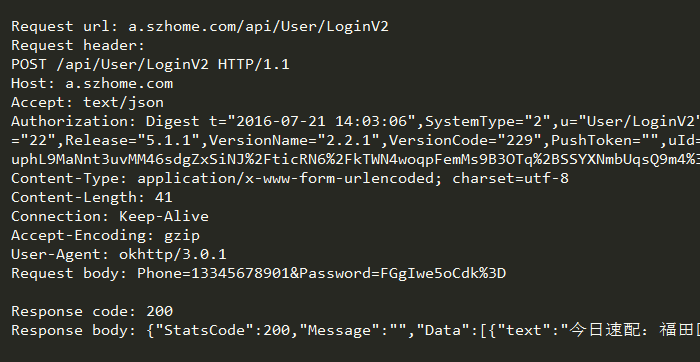 Request url: a.szhome.com/api/User/LoginV2
Request header:
POST /api/User/LoginV2 HTTP/1.1
Host: a.szhome.com
Accept: text/json
Authorization: Digest t="2016-07-21 14:03:06",SystemType="2",u="User/LoginV2"
="22",Release="5.1.1",VersionName="2.2.1",VersionCode="229",PushToken="",uId=
uphL9MaNnt3uvMM46sdgZxSiNJ%2FticRN6%2FkTWN4woqpFemMs9B3OTq%2BSSYXNmbUqsQ9m4%3
Content-Type: application/x-www-form-urlencoded; charset=utf-8
Content-Length: 41
Connection: Keep-Alive
Accept-Encoding: gzip
User-Agent: okhttp/3.0.1
Request body: Phone=13345678901&Password=FGgIwe5oCdk%3D
Response code: 200
Response body: {"StatsCode":200,"Message":"","Data":[{"text":"今日速配：福田